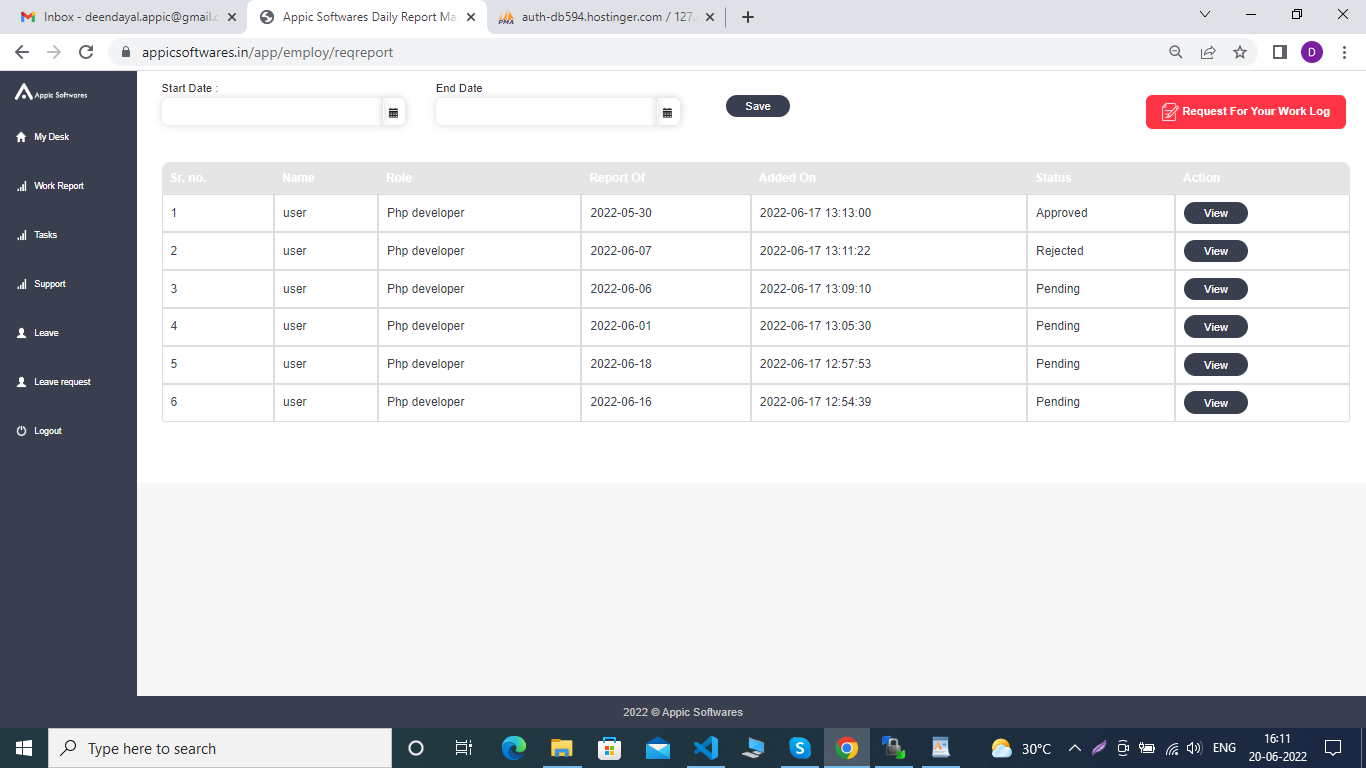 Inbox - deendayal.appic@gmail.c
Appic Softwares Daily Report Ma
auth-db594.hostinger.com / 127.
appicsoftwares.in/app/employ/reqreport
D
Appic Softwares
My Desk
Work Report
Tasks
Support
Leave
Leave request
Logout
Start Date :
End Date
Save
Request For Your Work Log
Sr. no. Name Role Report Of Added On Status Action
1 user Php developer 2022-05-30 2022-06-17 13:13:00 Approved View
2 user Php developer 2022-06-07 2022-06-17 13:11:22 Rejected View
3 user Php developer 2022-06-06 2022-06-17 13:09:10 Pending View
4 user Php developer 2022-06-01 2022-06-17 13:05:30 Pending View
5 user Php developer 2022-06-18 2022-06-17 12:57:53 Pending View
6 user Php developer 2022-06-16 2022-06-17 12:54:39 Pending View
2022 © Appic Softwares
Type here to search
30°C
ENG
16:11
20-06-2022